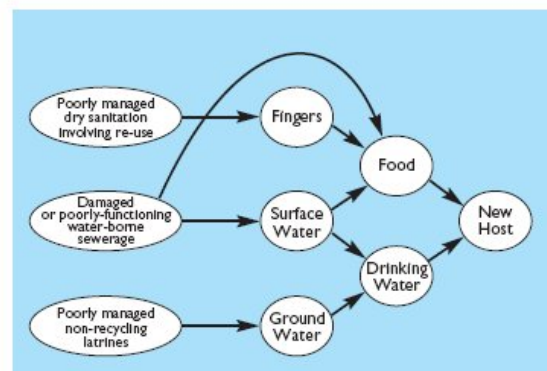 Poorly managed
dry sanitation
involving re-use
Fingers
Food
Damaged
or poorly-functioning
water-borne
sewerage
Surface
Water
New
Host
Drinking
Water
Poorly managed
non-recycling
latrines
Ground
Water